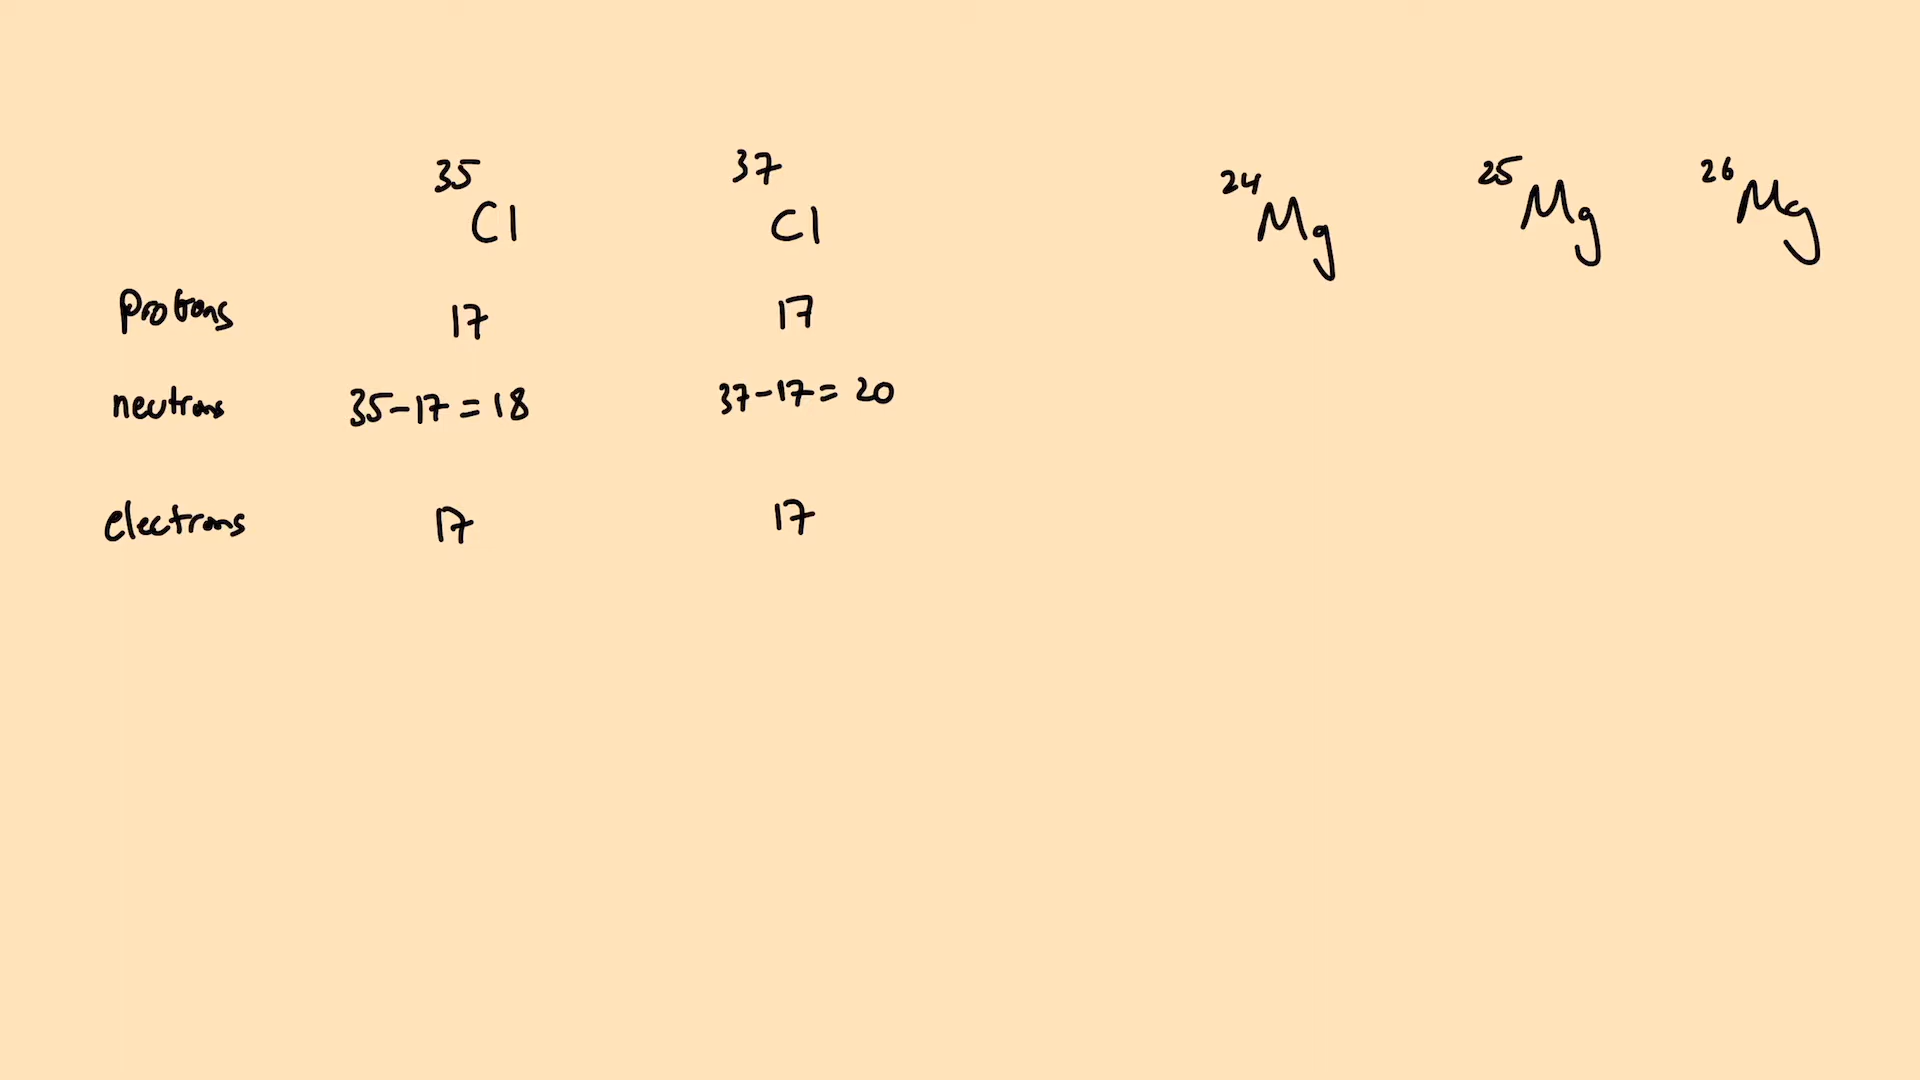 35Cl 37Cl 24Mg 25Mg 26Mg
Protons 17 17
neutrons 35-17=18 37-17=20
electrons 17 17